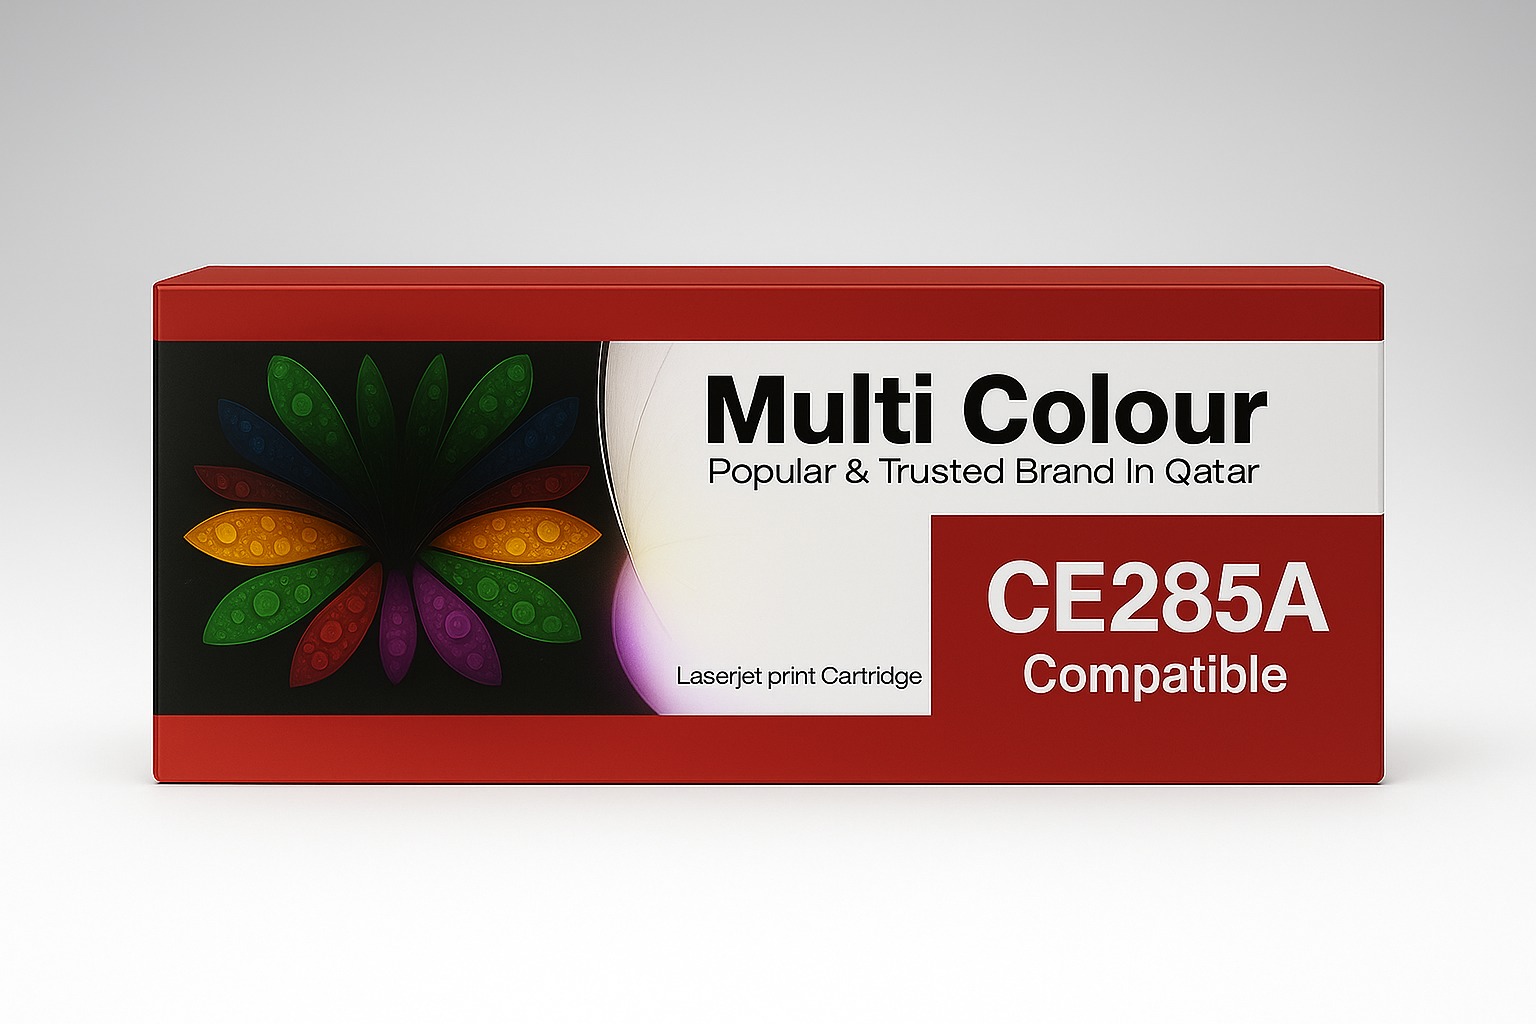 Multi Colour
Popular & Trusted Brand In Qatar
CE285A
Compatible
Laserjet print Cartridge